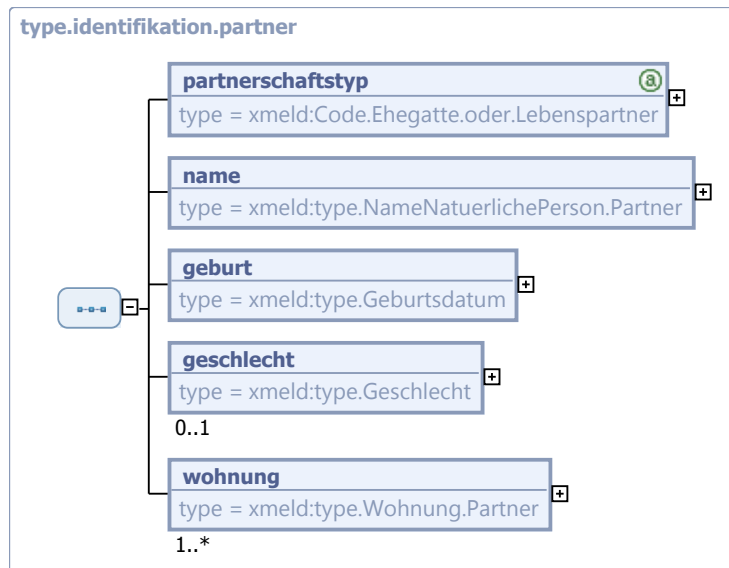 type.identifikation.partner
partnerschaftstyp
a
type = xmeld:Code.Ehegatte.oder.Lebenspartner
name
type = xmeld:type.NameNatuerlichePerson.Partner
geburt
type = xmeld:type.Geburtsdatum
geschlecht
type = xmeld:type.Geschlecht
0..1
wohnung
type = xmeld:type.Wohnung.Partner
1..*